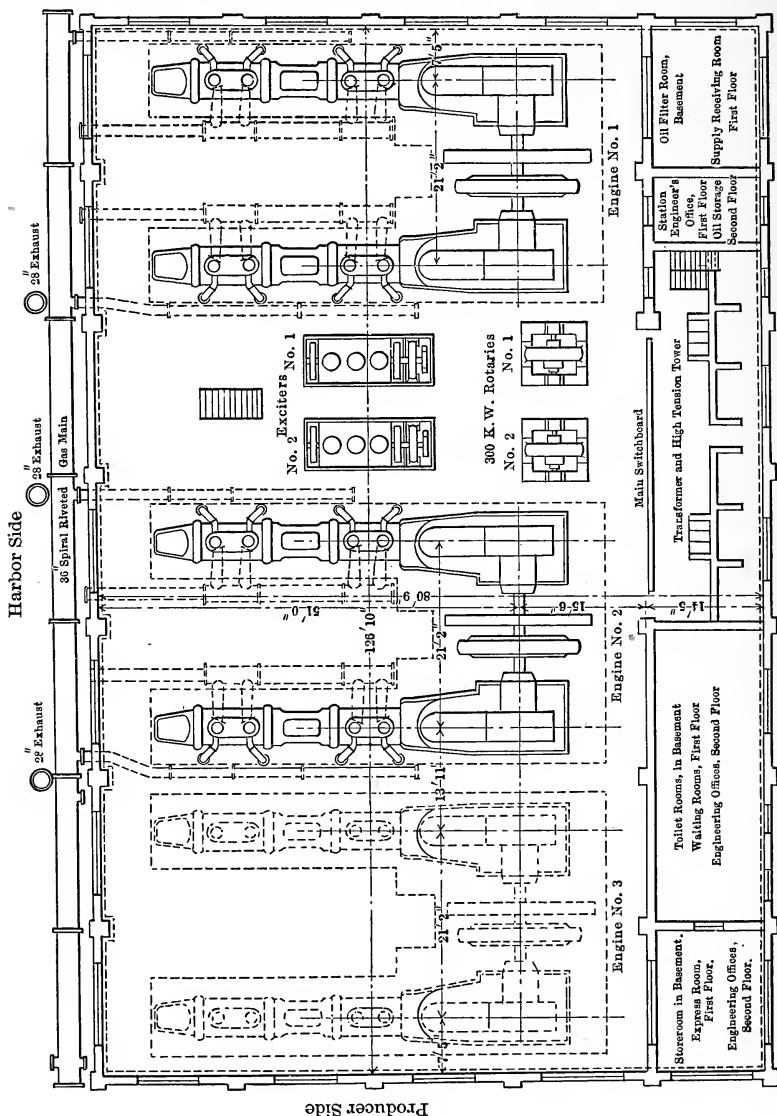 Harbor Side
28" Exhaust
28" Exhaust
28" Exhaust
36" Spiral Riveted Gas Main
Producer Side
Exciters
No. 2
No. 1
300 K.W. Rotaries
No. 2
No. 1
Engine No. 3
Engine No. 2
Engine No. 1
7'5"
21'2"
13'11"
21'2"
21'2"
7'5"
126'10"
80'9"
51'0"
15'6"
14'5"
Main Switchboard
Transformer and High Tension Tower
Storeroom in Basement.
Express Room,
First Floor.
Engineering Offices,
Second Floor.
Toilet Rooms, in Basement
Waiting Rooms, First Floor
Engineering Offices. Second Floor
Station
Engineer's
Office,
First Floor
Oil Storage
Second Floor
Oil Filter Room,
Basement
Supply Receiving Room
First Floor